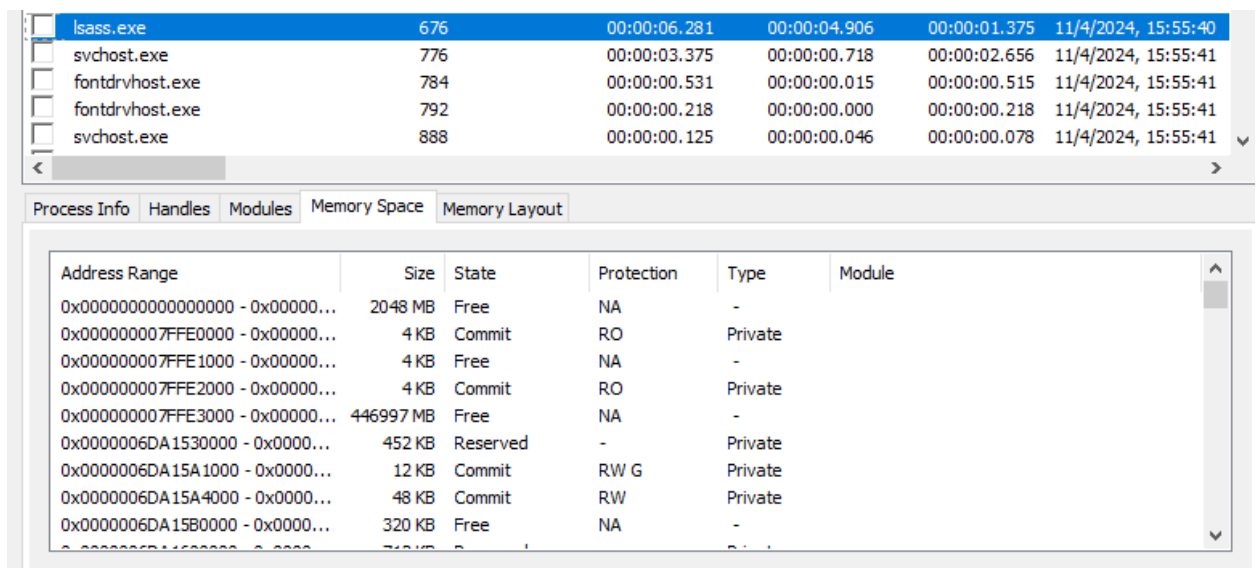 lsass.exe 676 00:00:06.281 00:00:04.906 00:00:01.375 11/4/2024, 15:55:40
svchost.exe 776 00:00:03.375 00:00:00.718 00:00:02.656 11/4/2024, 15:55:41
fontdrvhost.exe 784 00:00:00.531 00:00:00.015 00:00:00.515 11/4/2024, 15:55:41
fontdrvhost.exe 792 00:00:00.218 00:00:00.000 00:00:00.218 11/4/2024, 15:55:41
svchost.exe 888 00:00:00.125 00:00:00.046 00:00:00.078 11/4/2024, 15:55:41
Process Info Handles Modules Memory Space Memory Layout
Address Range Size State Protection Type Module
0x0000000000000000 - 0x00000... 2048 MB Free NA -
0x000000007FFE0000 - 0x00000... 4 KB Commit RO Private
0x000000007FFE1000 - 0x00000... 4 KB Free NA -
0x000000007FFE2000 - 0x00000... 4 KB Commit RO Private
0x000000007FFE3000 - 0x00000... 446997 MB Free NA -
0x0000006DA1530000 - 0x0000... 452 KB Reserved - Private
0x0000006DA15A1000 - 0x0000... 12 KB Commit RW G Private
0x0000006DA15A4000 - 0x0000... 48 KB Commit RW Private
0x0000006DA15B0000 - 0x0000... 320 KB Free NA -